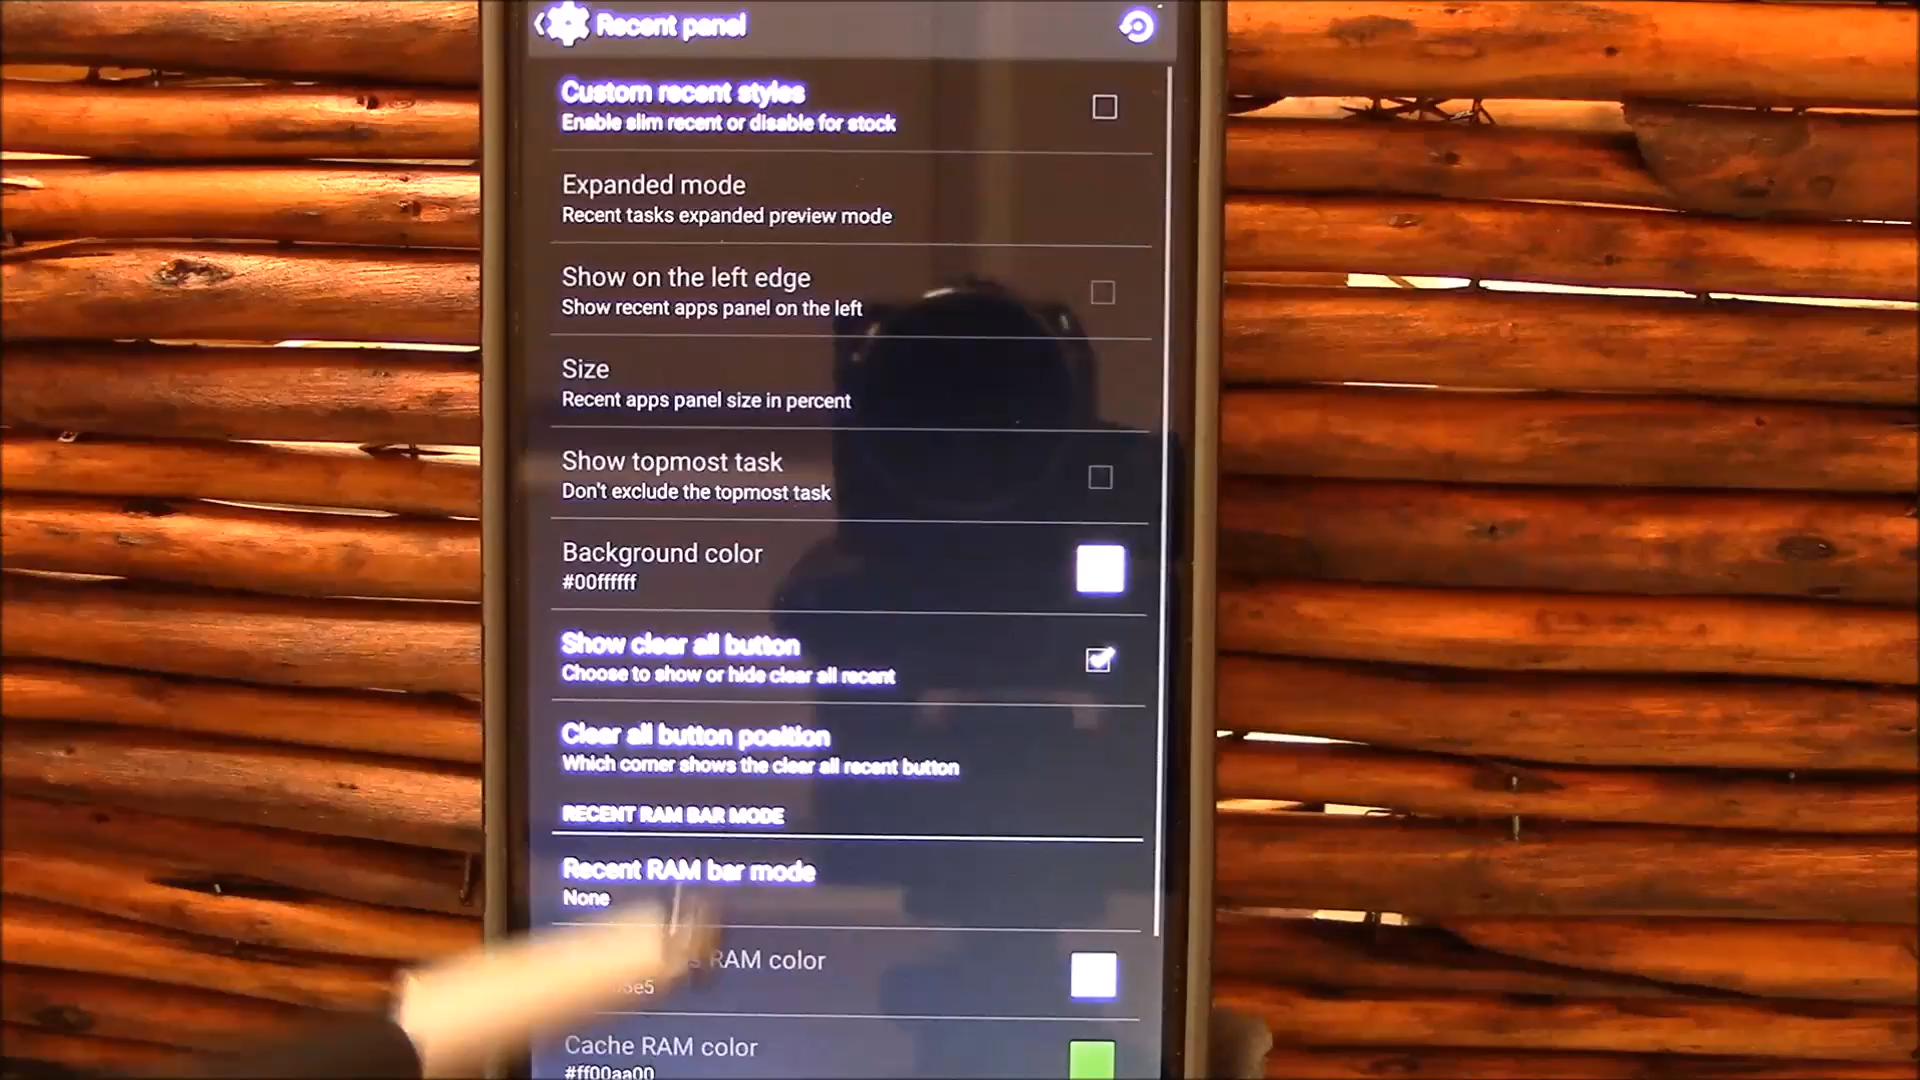 Recent panel
Custom recent styles
Enable slim recent or disable for stock
Expanded mode
Recent tasks expanded preview mode
Show on the left edge
Show recent apps panel on the left
Size
Recent apps panel size in percent
Show topmost task
Don't exclude the topmost task
Background color
#00ffffff
Show clear all button
Choose to show or hide clear all recent
Clear all button position
Which corner shows the clear all recent button
RECENT RAM BAR MODE
Recent RAM bar mode
None
RAM color
Cache RAM color
#ff00aa00